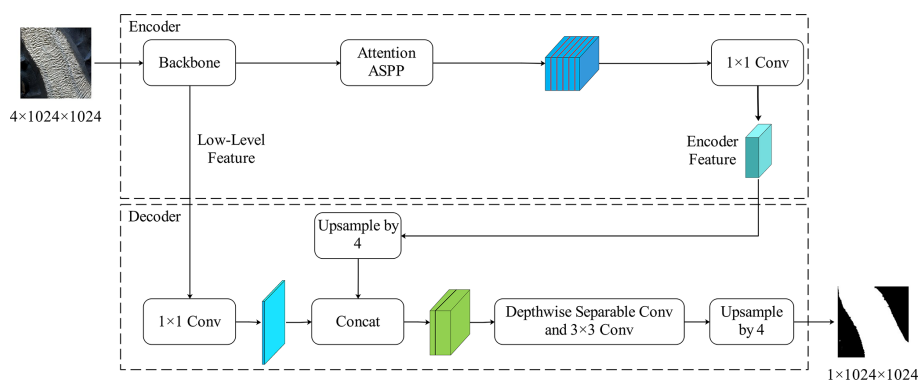 Encoder
Backbone
Attention
ASPP
1×1 Conv
4×1024×1024
Low-Level
Feature
Encoder
Feature
Decoder
Upsample by
4
1×1 Conv
Concat
Depthwise Separable Conv
and 3×3 Conv
Upsample
by 4
1×1024×1024